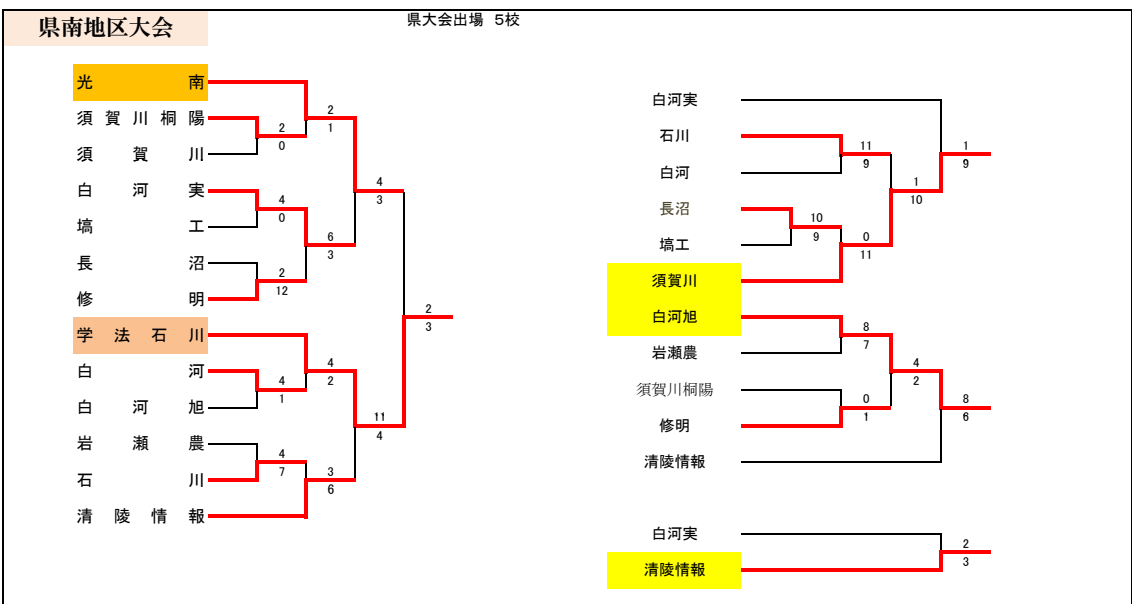 県南地区大会
県大会出場 5校
光南
須賀川桐陽
須賀川
白河実
塙工
長沼
修明
学法石川
白河
白河旭
岩瀬農
石川
清陵情報
2
0
4
0
2
12
4
1
4
7
2
1
6
3
4
2
3
6
4
3
11
4
2
3
白河実
石川
白河
長沼
塙工
須賀川
白河旭
岩瀬農
須賀川桐陽
修明
清陵情報
10
9
11
9
0
11
8
7
0
1
1
10
4
2
1
9
8
6
白河実
清陵情報
2
3